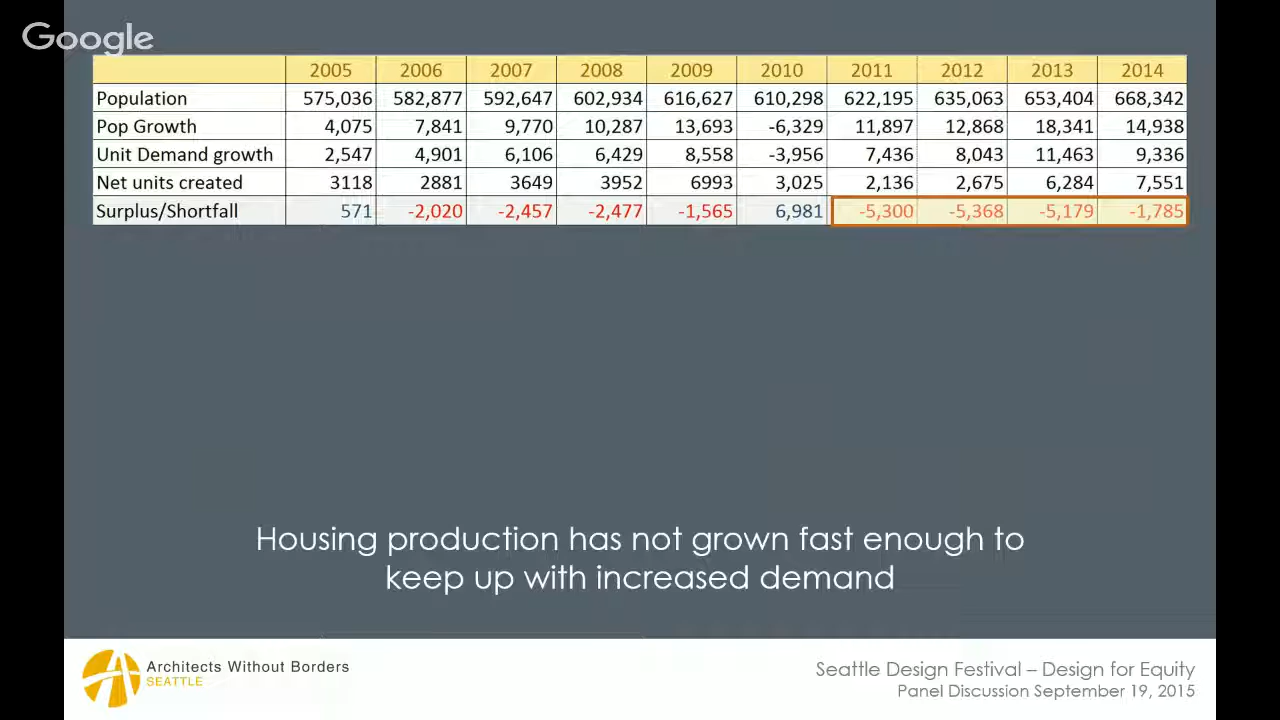 Google
2005 2006 2007 2008 2009 2010 2011 2012 2013 2014
Population 575,036 582,877 592,647 602,934 616,627 610,298 622,195 635,063 653,404 668,342
Pop Growth 4,075 7,841 9,770 10,287 13,693 -6,329 11,897 12,868 18,341 14,938
Unit Demand growth 2,547 4,901 6,106 6,429 8,558 -3,956 7,436 8,043 11,463 9,336
Net units created 3118 2881 3649 3952 6993 3,025 2,136 2,675 6,284 7,551
Surplus/Shortfall 571 -2,020 -2,457 -2,477 -1,565 6,981 -5,300 -5,368 -5,179 -1,785
Housing production has not grown fast enough to
keep up with increased demand
Architects Without Borders
SEATTLE
Seattle Design Festival – Design for Equity
Panel Discussion September 19, 2015